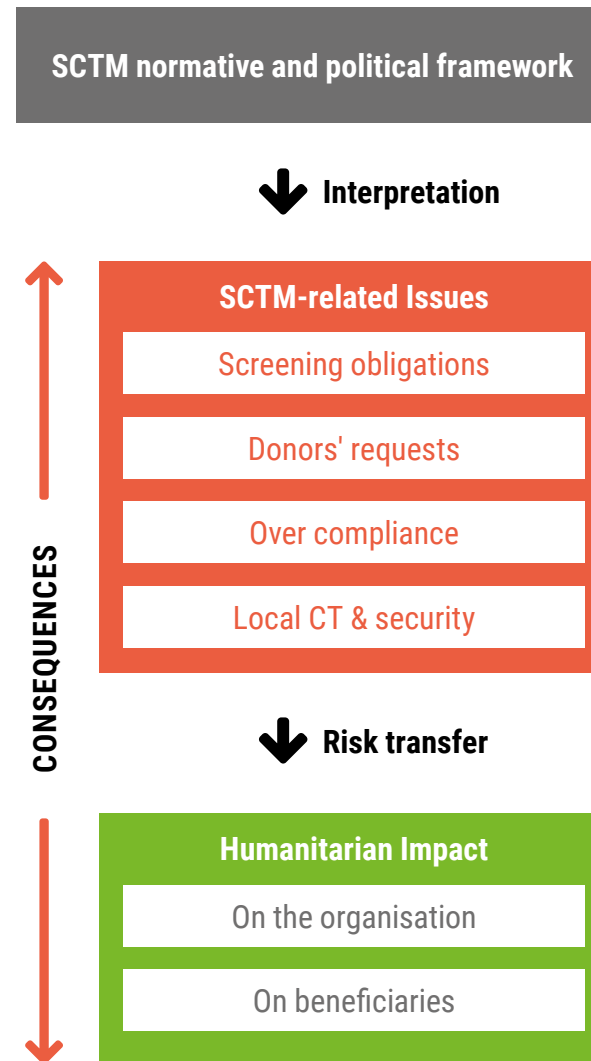 SCTM normative and political framework
Interpretation
SCTM-related Issues
Screening obligations
Donors' requests
Over compliance
Local CT & security
CONSEQUENCES
Risk transfer
Humanitarian Impact
On the organisation
On beneficiaries